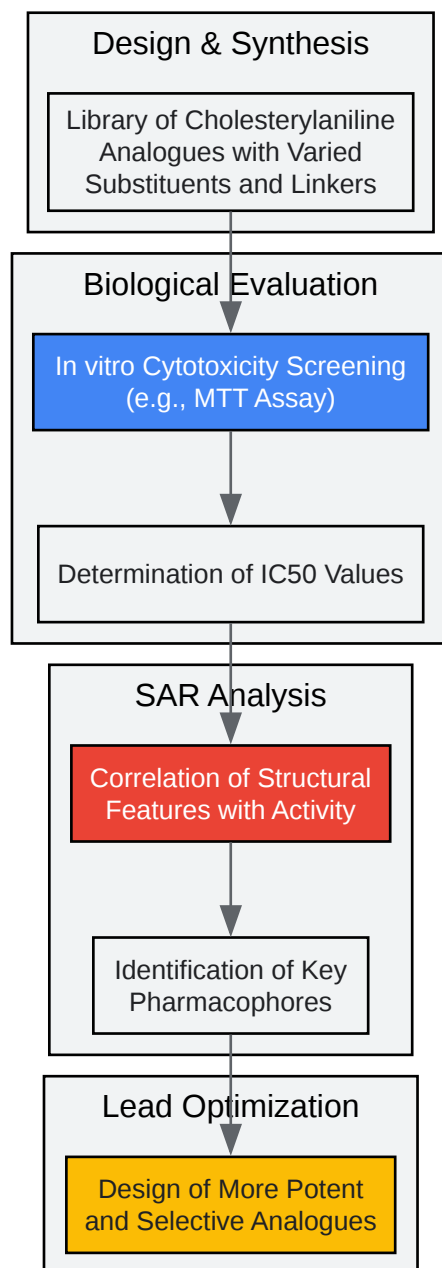 Design & Synthesis
Library of Cholesterylaniline
Analogues with Varied
Substituents and Linkers
Biological Evaluation
In vitro Cytotoxicity Screening
(e.g., MTT Assay)
Determination of IC50 Values
SAR Analysis
Correlation of Structural
Features with Activity
Identification of Key
Pharmacophores
Lead Optimization
Design of More Potent
and Selective Analogues